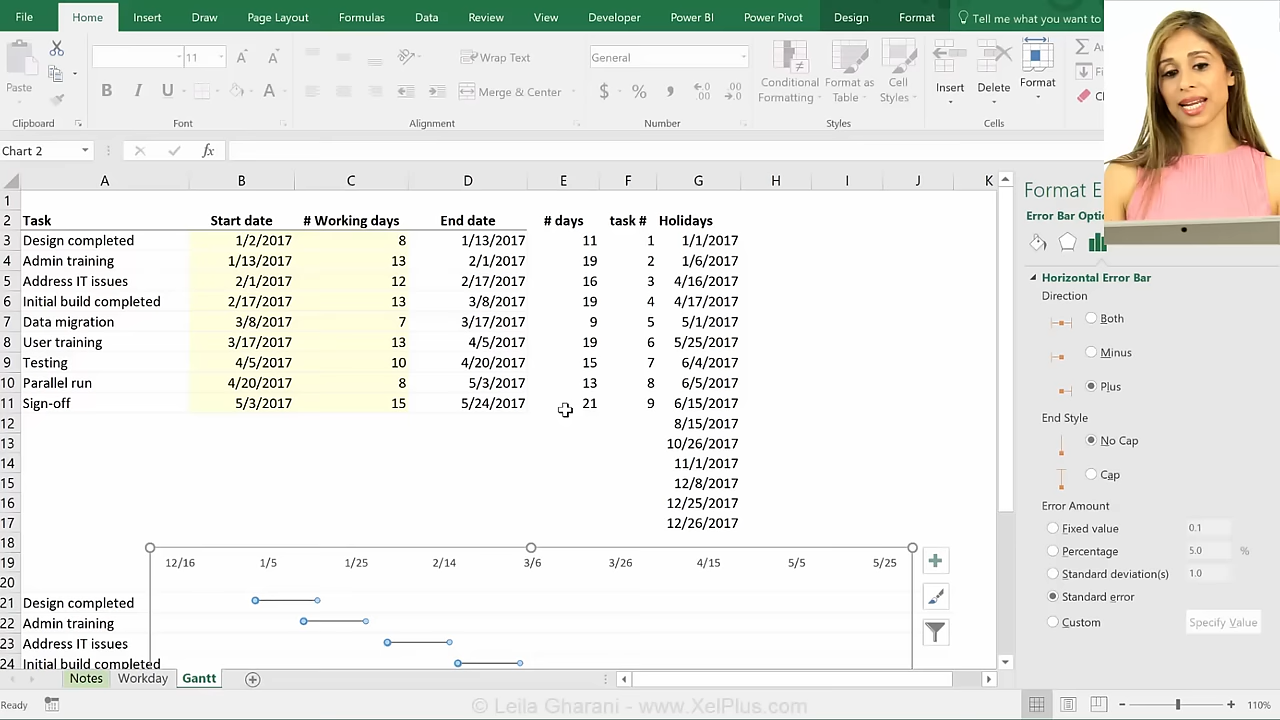 Home Insert Draw Page Layout Formulas Data Review View Developer Power BI Power Pivot Design Format Tell me what you want to
Paste
11
B I U A
Wrap Text
Merge & Center
General
$ %
Conditional Formatting
Format as Table
Cell Styles
Insert Delete Format
Clipboard Font Alignment Number Styles Cells
Chart 2 fx
A B C D E F G H I J K
1
2 Task Start date # Working days End date # days task # Holidays
3 Design completed 1/2/2017 8 1/13/2017 11 1 1/1/2017
4 Admin training 1/13/2017 13 2/1/2017 19 2 1/6/2017
5 Address IT issues 2/1/2017 12 2/17/2017 16 3 4/16/2017
6 Initial build completed 2/17/2017 13 3/8/2017 19 4 4/17/2017
7 Data migration 3/8/2017 7 3/17/2017 9 5 5/1/2017
8 User training 3/17/2017 13 4/5/2017 19 6 5/25/2017
9 Testing 4/5/2017 10 4/20/2017 15 7 6/4/2017
10 Parallel run 4/20/2017 8 5/3/2017 13 8 6/5/2017
11 Sign-off 5/3/2017 15 5/24/2017 21 9 6/15/2017
12 8/15/2017
13 10/26/2017
14 11/1/2017
15 12/8/2017
16 12/25/2017
17 12/26/2017
18
19 12/16 1/5 1/25 2/14 3/6 3/26 4/15 5/5 5/25
20
21 Design completed
22 Admin training
23 Address IT issues
24 Initial build completed
Notes Workday Gantt
Ready
© Leila Gharani - www.XelPlus.com
110%
Format E
Error Bar Opti
Horizontal Error Bar
Direction
Both
Minus
Plus
End Style
No Cap
Cap
Error Amount
Fixed value 0.1
Percentage 5.0 %
Standard deviation(s) 1.0
Standard error
Custom Specify Value